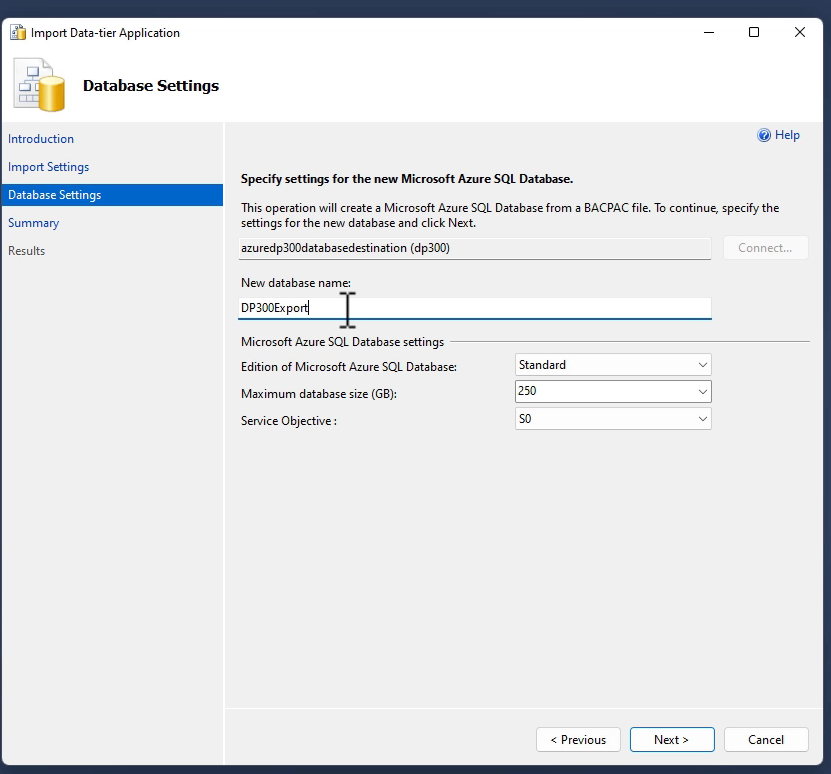 Import Data-tier Application
Database Settings
Introduction
Import Settings
Database Settings
Summary
Results
Help
Specify settings for the new Microsoft Azure SQL Database.
This operation will create a Microsoft Azure SQL Database from a BACPAC file. To continue, specify the
settings for the new database and click Next.
azuredp300databasedestination (dp300)
Connect...
New database name:
DP300Export
Microsoft Azure SQL Database settings
Edition of Microsoft Azure SQL Database:
Standard
Maximum database size (GB):
250
Service Objective :
S0
< Previous
Next >
Cancel